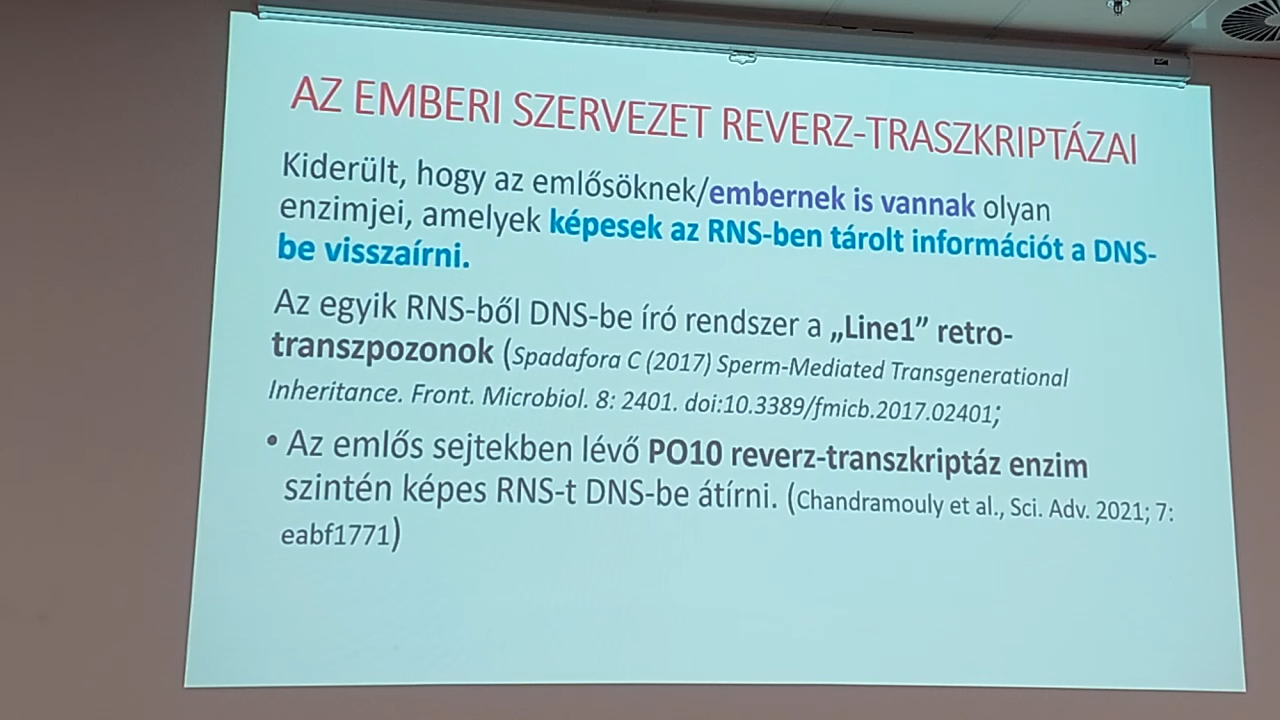 AZ EMBERI SZERVEZET REVERZ-TRASZKRIPTÁZAI
Kiderült, hogy az emlősöknek/embernek is vannak olyan
enzimjei, amelyek képesek az RNS-ben tárolt információt a DNS-
be visszaírni.
Az egyik RNS-ből DNS-be író rendszer a „Line1” retro-
transzpozonok (Spadafora C (2017) Sperm-Mediated Transgenerational
Inheritance. Front. Microbiol. 8: 2401. doi:10.3389/fmicb.2017.02401;
• Az emlős sejtekben lévő PO10 reverz-transzkriptáz enzim
szintén képes RNS-t DNS-be átírni. (Chandramouly et al., Sci. Adv. 2021; 7:
eabf1771)